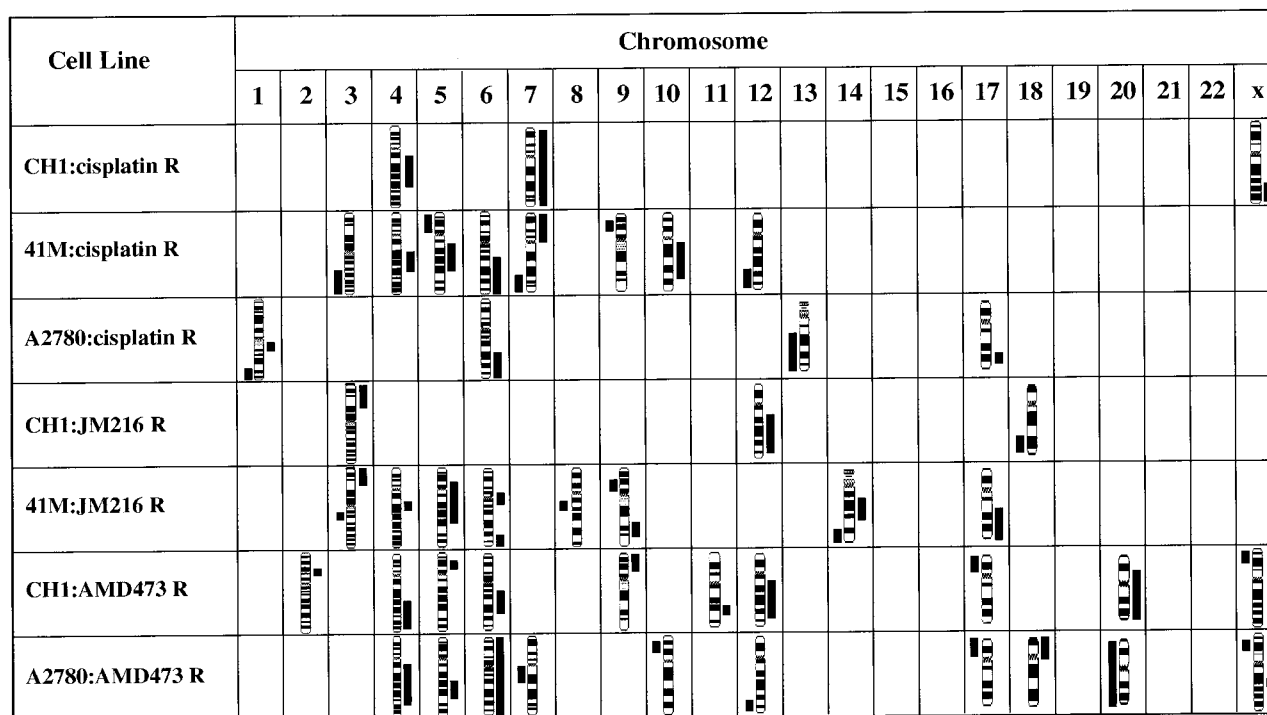 Cell Line
Chromosome
1 2 3 4 5 6 7 8 9 10 11 12 13 14 15 16 17 18 19 20 21 22 x
CH1:cisplatin R
41M:cisplatin R
A2780:cisplatin R
CH1:JM216 R
41M:JM216 R
CH1:AMD473 R
A2780:AMD473 R